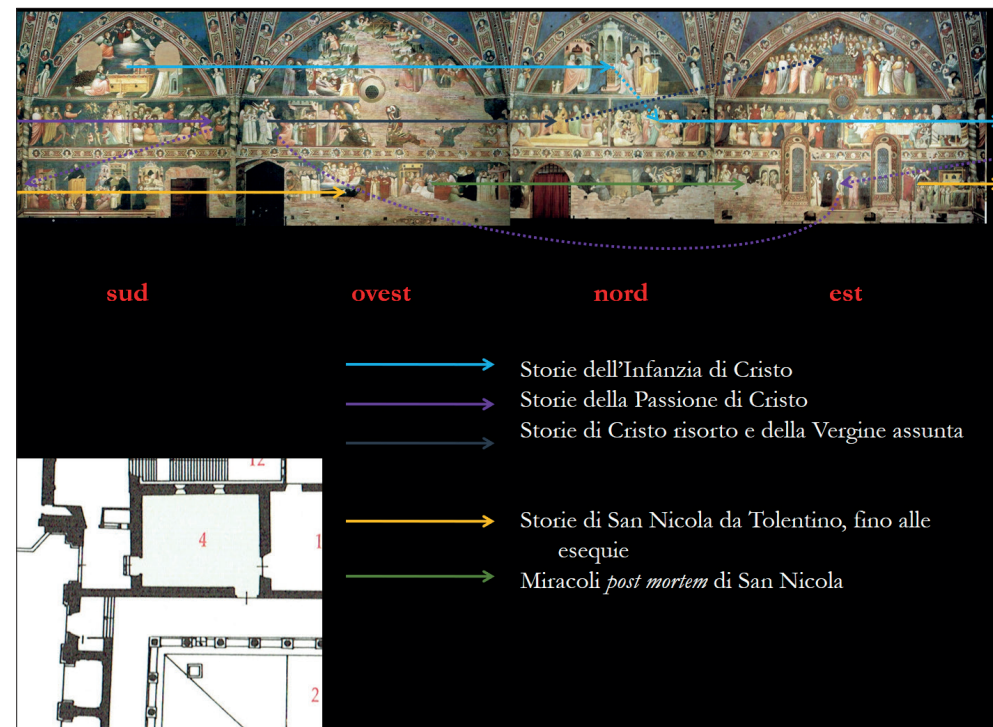 sud
ovest
nord
est
Storie dell’Infanzia di Cristo
Storie della Passione di Cristo
Storie di Cristo risorto e della Vergine assunta
Storie di San Nicola da Tolentino, fino alle
esequie
Miracoli post mortem di San Nicola
12
4
1
2